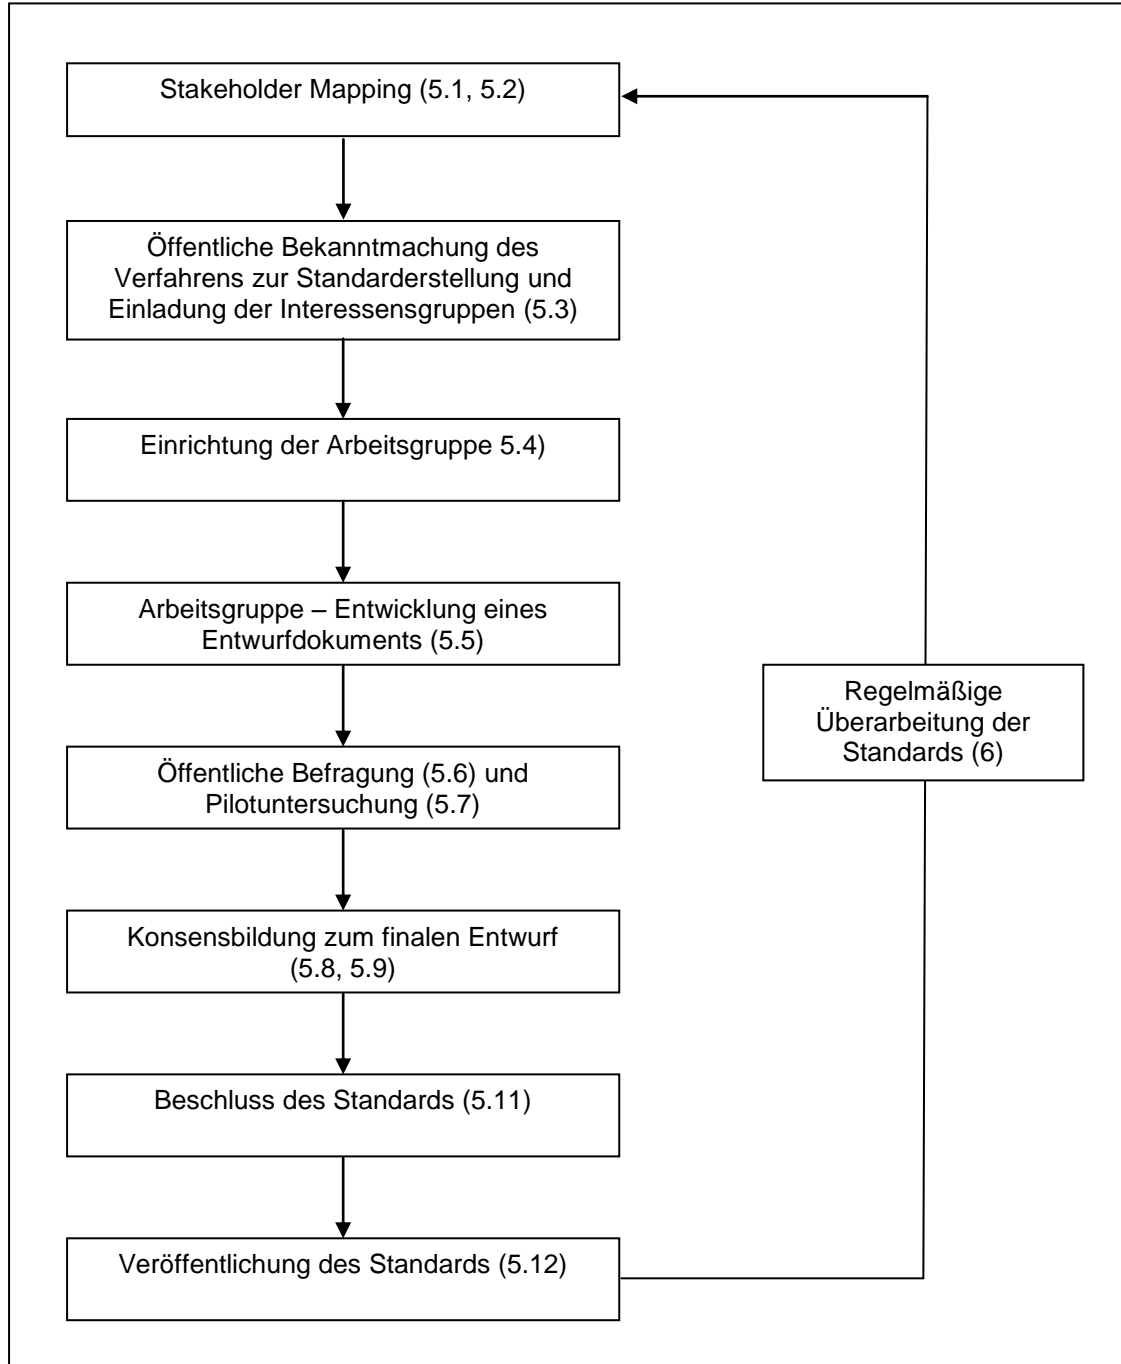 Stakeholder Mapping (5.1, 5.2)
Öffentliche Bekanntmachung des
Verfahrens zur Standarderstellung und
Einladung der Interessensgruppen (5.3)
Einrichtung der Arbeitsgruppe 5.4)
Arbeitsgruppe – Entwicklung eines
Entwurfdokuments (5.5)
Öffentliche Befragung (5.6) und
Pilotuntersuchung (5.7)
Konsensbildung zum finalen Entwurf
(5.8, 5.9)
Beschluss des Standards (5.11)
Veröffentlichung des Standards (5.12)
Regelmäßige
Überarbeitung der
Standards (6)